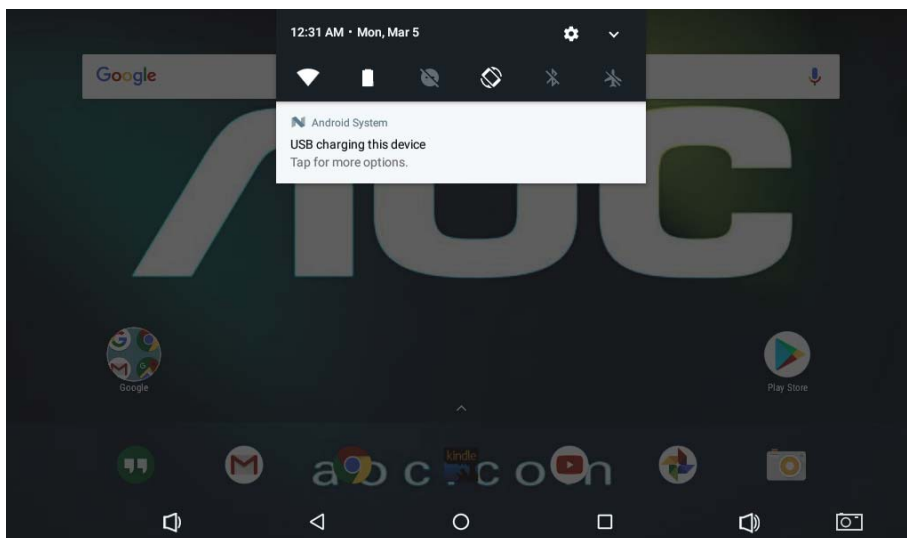 12:31 AM • Mon, Mar 5
Google
Android System
USB charging this device
Tap for more options.
AOC
Google
Play Store
kindle
aoc.com